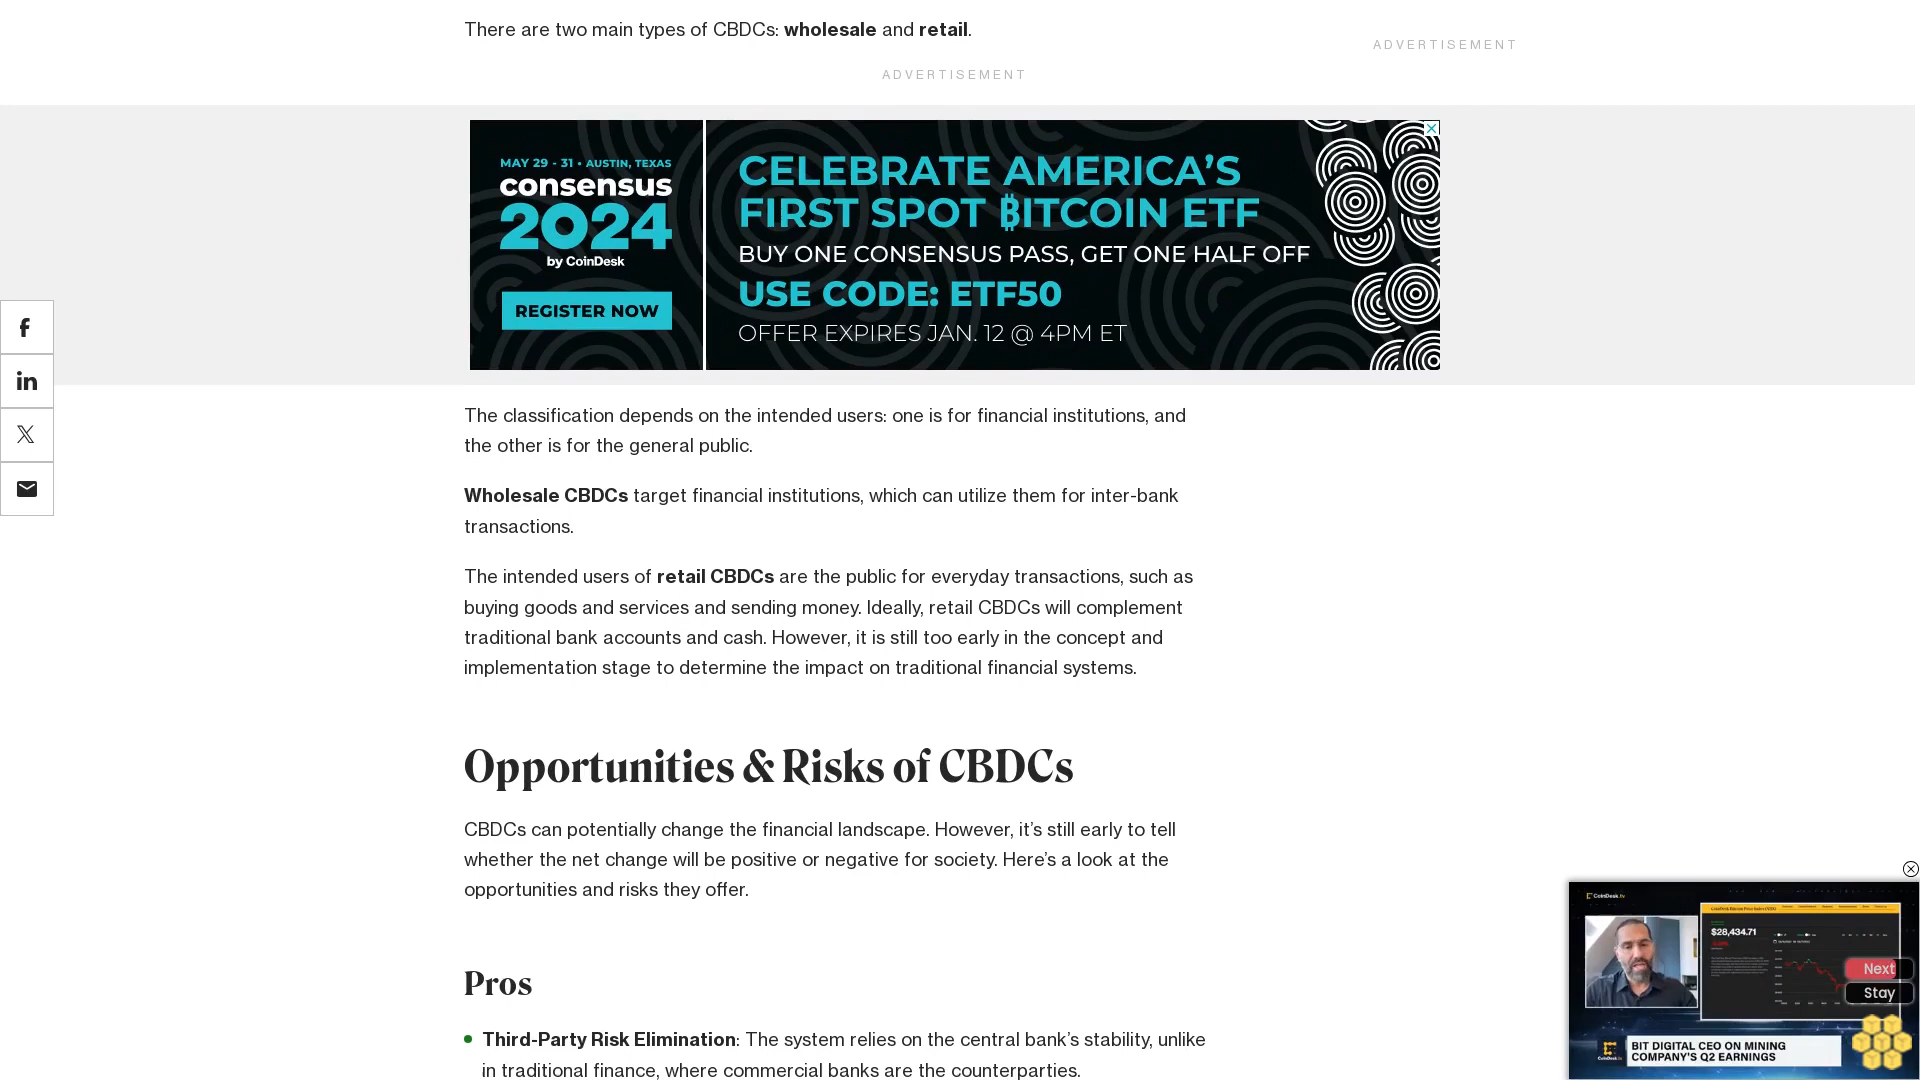 There are two main types of CBDCs: wholesale and retail.
ADVERTISEMENT
ADVERTISEMENT
MAY 29 - 31 • AUSTIN, TEXAS
consensus
2024
by CoinDesk
REGISTER NOW
CELEBRATE AMERICA'S
FIRST SPOT ₿ITCOIN ETF
BUY ONE CONSENSUS PASS, GET ONE HALF OFF
USE CODE: ETF50
OFFER EXPIRES JAN. 12 @ 4PM ET
The classification depends on the intended users: one is for financial institutions, and
the other is for the general public.
Wholesale CBDCs target financial institutions, which can utilize them for inter-bank
transactions.
The intended users of retail CBDCs are the public for everyday transactions, such as
buying goods and services and sending money. Ideally, retail CBDCs will complement
traditional bank accounts and cash. However, it is still too early in the concept and
implementation stage to determine the impact on traditional financial systems.
Opportunities & Risks of CBDCs
CBDCs can potentially change the financial landscape. However, it’s still early to tell
whether the net change will be positive or negative for society. Here’s a look at the
opportunities and risks they offer.
Pros
Third-Party Risk Elimination: The system relies on the central bank’s stability, unlike
in traditional finance, where commercial banks are the counterparties.
CoinDesk.tv
$28,434.71
Next
Stay
BIT DIGITAL CEO ON MINING
COMPANY'S Q2 EARNINGS